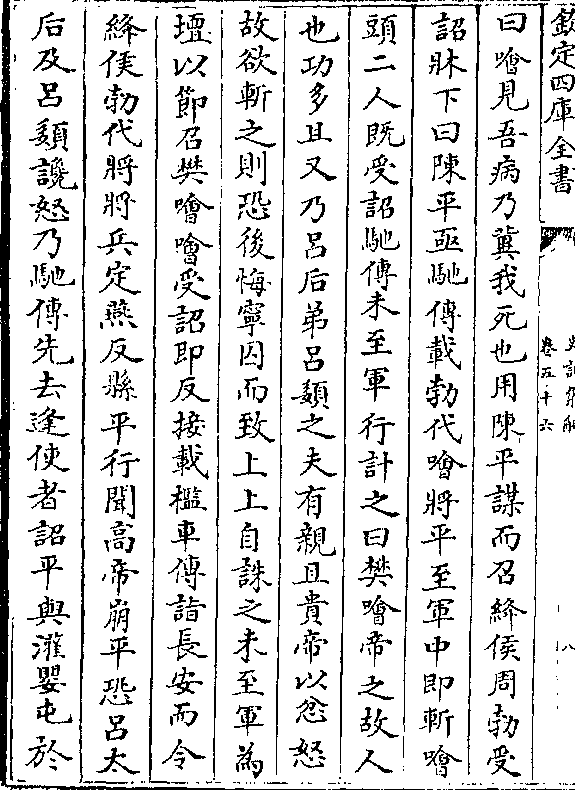 欽定四庫全書
卷五十六
八
曰噲見吾病乃冀我死也用陳平謀而召絳侯周勃受
詔牀下曰陳平亟馳傳載勃代噲將平至軍中即斬噲
頭二人既受詔馳傳未至軍行計之曰樊噲帝之故人
也功多且又乃呂后弟呂嬃之夫有親且貴帝以忿怒
故欲斬之則恐後悔寧囚而致上上自誅之未至軍為
壇以節召樊噲噲受詔即反接載檻車傳詣長安而令
絳侯勃代將將兵定燕反縣平行聞高帝崩平恐呂太
后及呂嬃讒怒乃馳傳先去逢使者詔平與灌嬰屯於